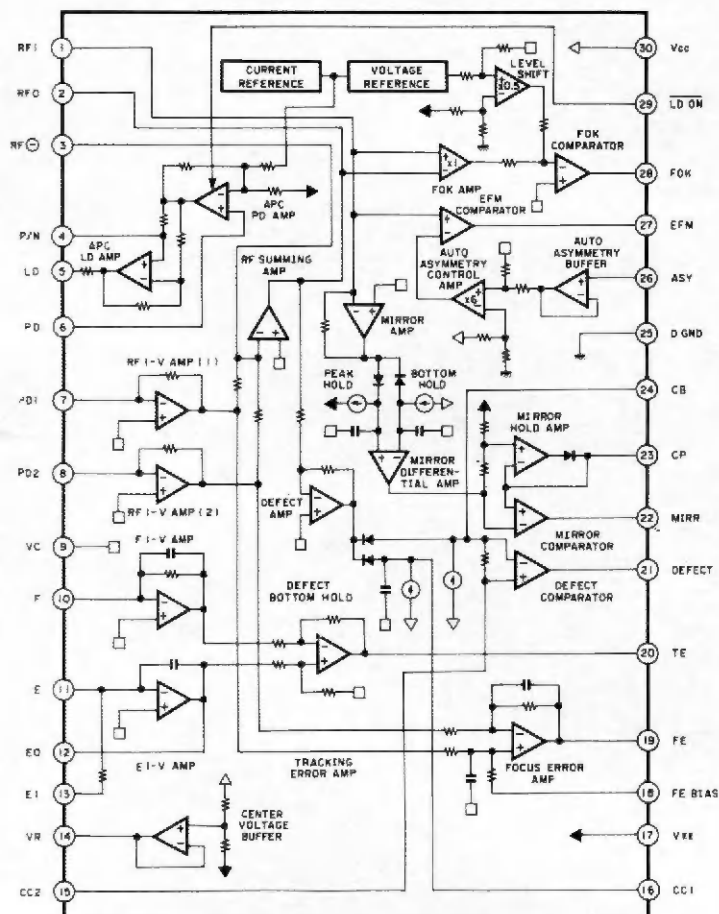 RFI 1
RFO 2
RF⊖ 3
P/N 4
LD 5
PD 6
PD1 7
PD2 8
VC 9
F 10
E 11
EO 12
EI 13
VR 14
CC2 15
30 Vcc
29 LD ON
28 FOK
27 EFM
26 ASY
25 D GND
24 CB
23 CP
22 MIRR
21 DEFECT
20 TE
19 FE
18 FE BIAS
17 VEE
16 CC1
CURRENT
REFERENCE
VOLTAGE
REFERENCE
LEVEL
SHIFT
x0.5
FOK
COMPARATOR
x1
FOK AMP
APC
PD AMP
APC
LD AMP
EFM
COMPARATOR
RF SUMMING
AMP
AUTO
ASYMMETRY
CONTROL
AMP
x6
AUTO
ASYMMETRY
BUFFER
MIRROR
AMP
RF I-V AMP (1)
PEAK
HOLD
BOTTOM
HOLD
MIRROR
HOLD AMP
MIRROR
DIFFEREN-
TIAL AMP
RF I-V AMP (2)
DEFECT
AMP
MIRROR
COMPARATOR
F I-V AMP
DEFECT
BOTTOM HOLD
DEFECT
COMPARATOR
E I-V AMP
TRACKING
ERROR AMP
FOCUS ERROR
AMP
CENTER
VOLTAGE
BUFFER